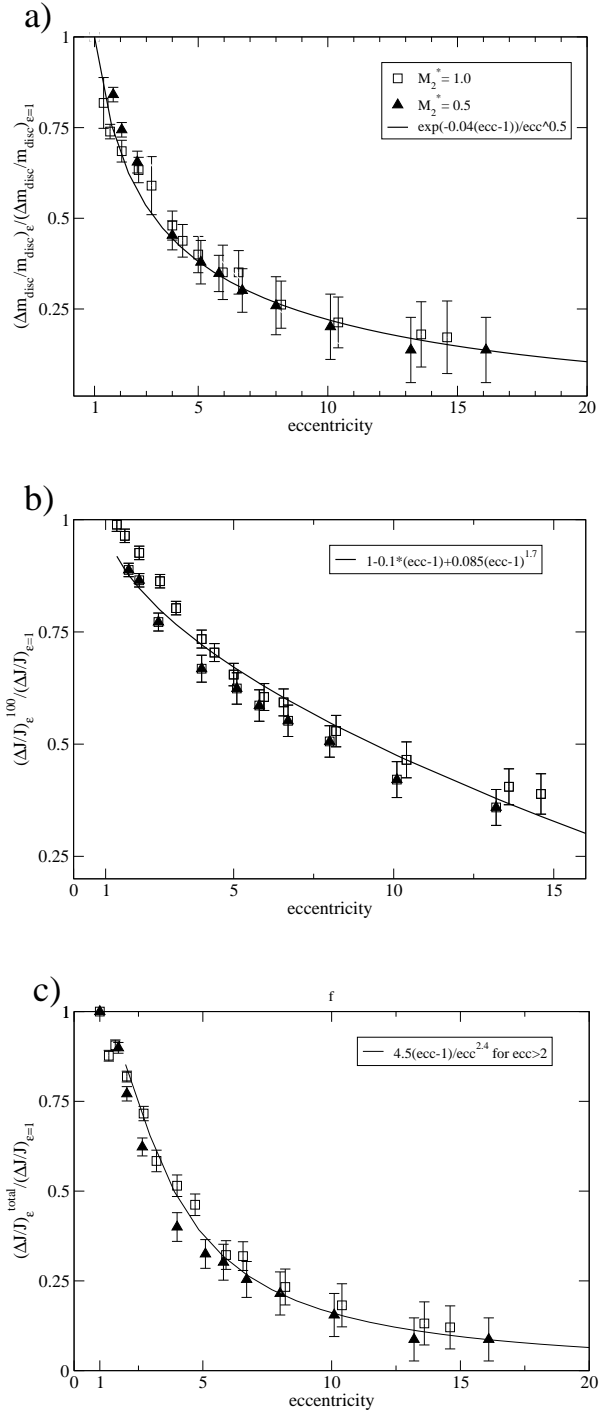 a)
1
0.75
0.5
0.25
1 5 10 15 20
eccentricity
(Δm_disc/m_disc)_ε/(Δm_disc/m_disc)_ε=1
M_2^* = 1.0
M_2^* = 0.5
exp(-0.04(ecc-1))/ecc^0.5
b)
1
0.75
0.5
0.25
0 1 5 10 15
eccentricity
(ΔJ/J)_ε^100/(ΔJ/J)_ε=1
1-0.1*(ecc-1)+0.085(ecc-1)^1.7
c)
f
1
0.75
0.5
0.25
0
0 1 5 10 15 20
eccentricity
(ΔJ/J)_ε^total/(ΔJ/J)_ε=1
4.5(ecc-1)/ecc^2.4 for ecc>2